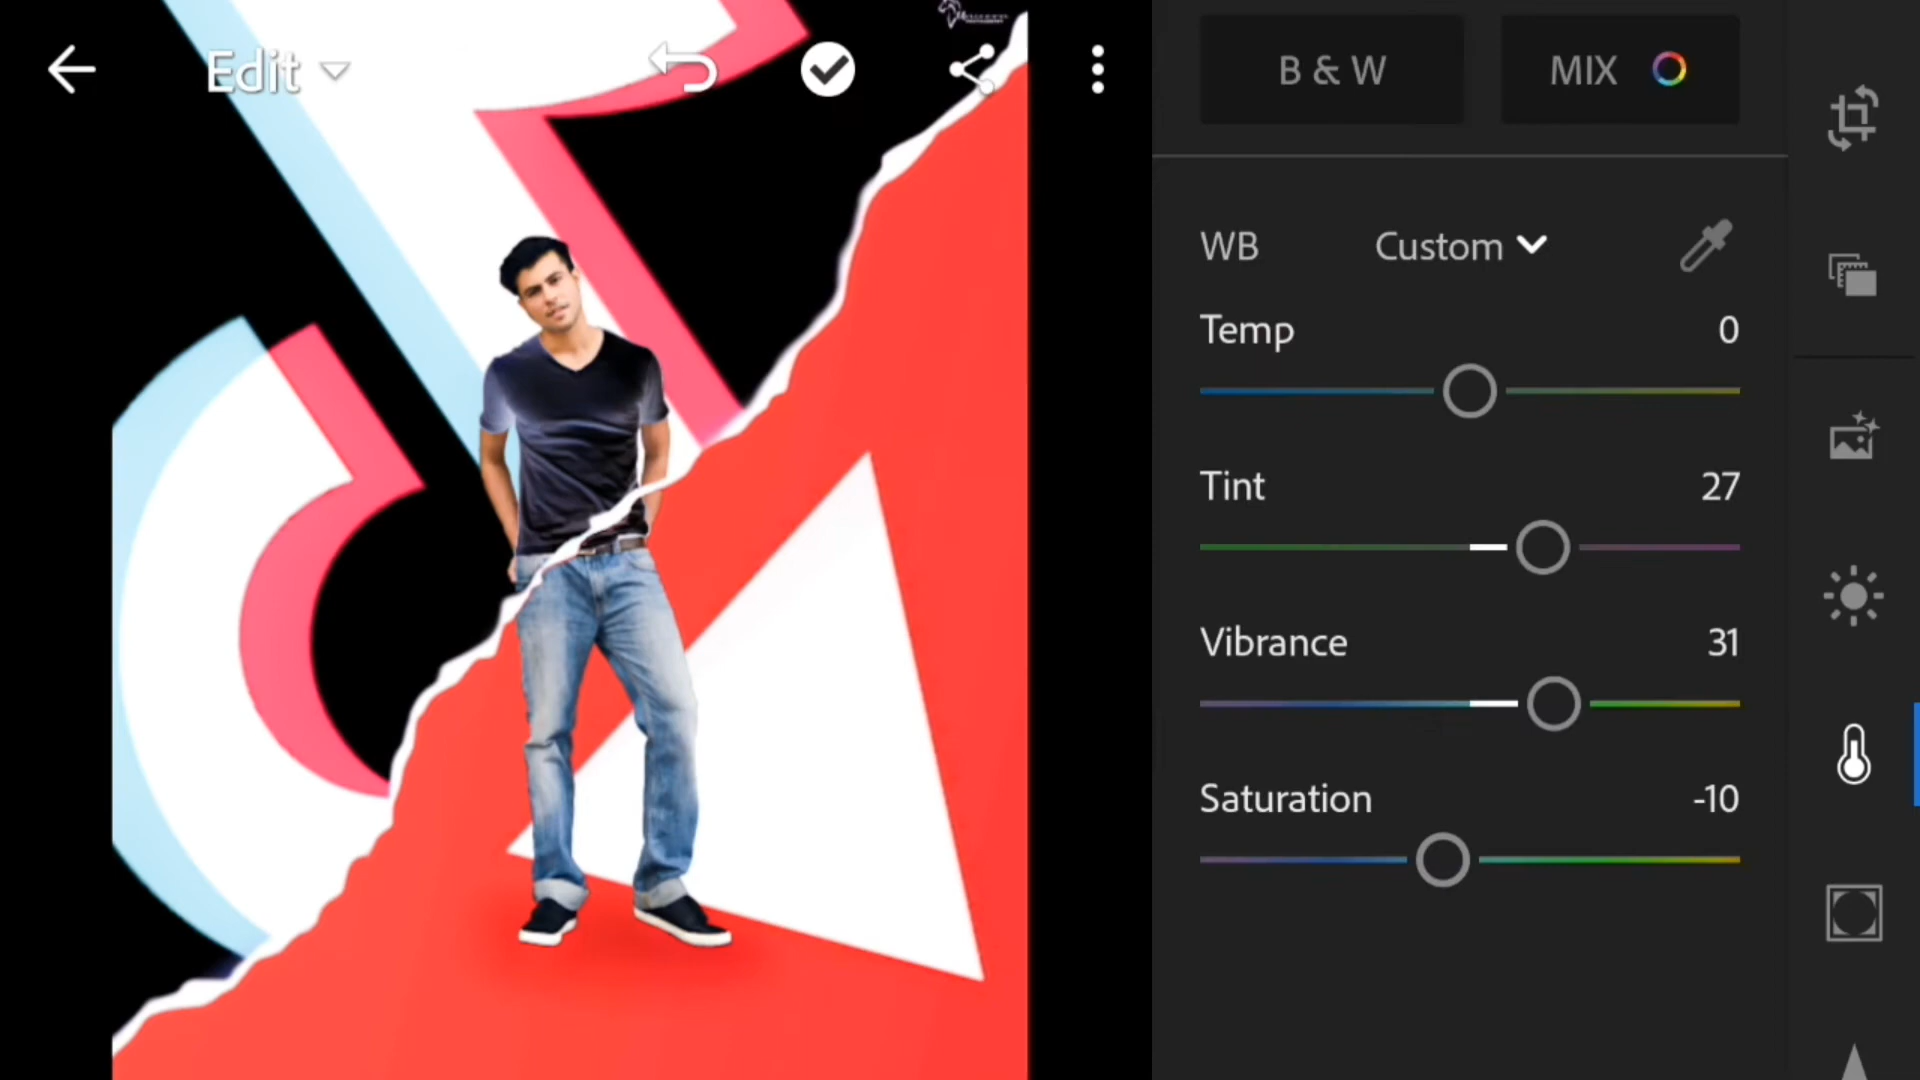 Edit
B & W
MIX
WB
Custom
Temp
0
Tint
27
Vibrance
31
Saturation
-10